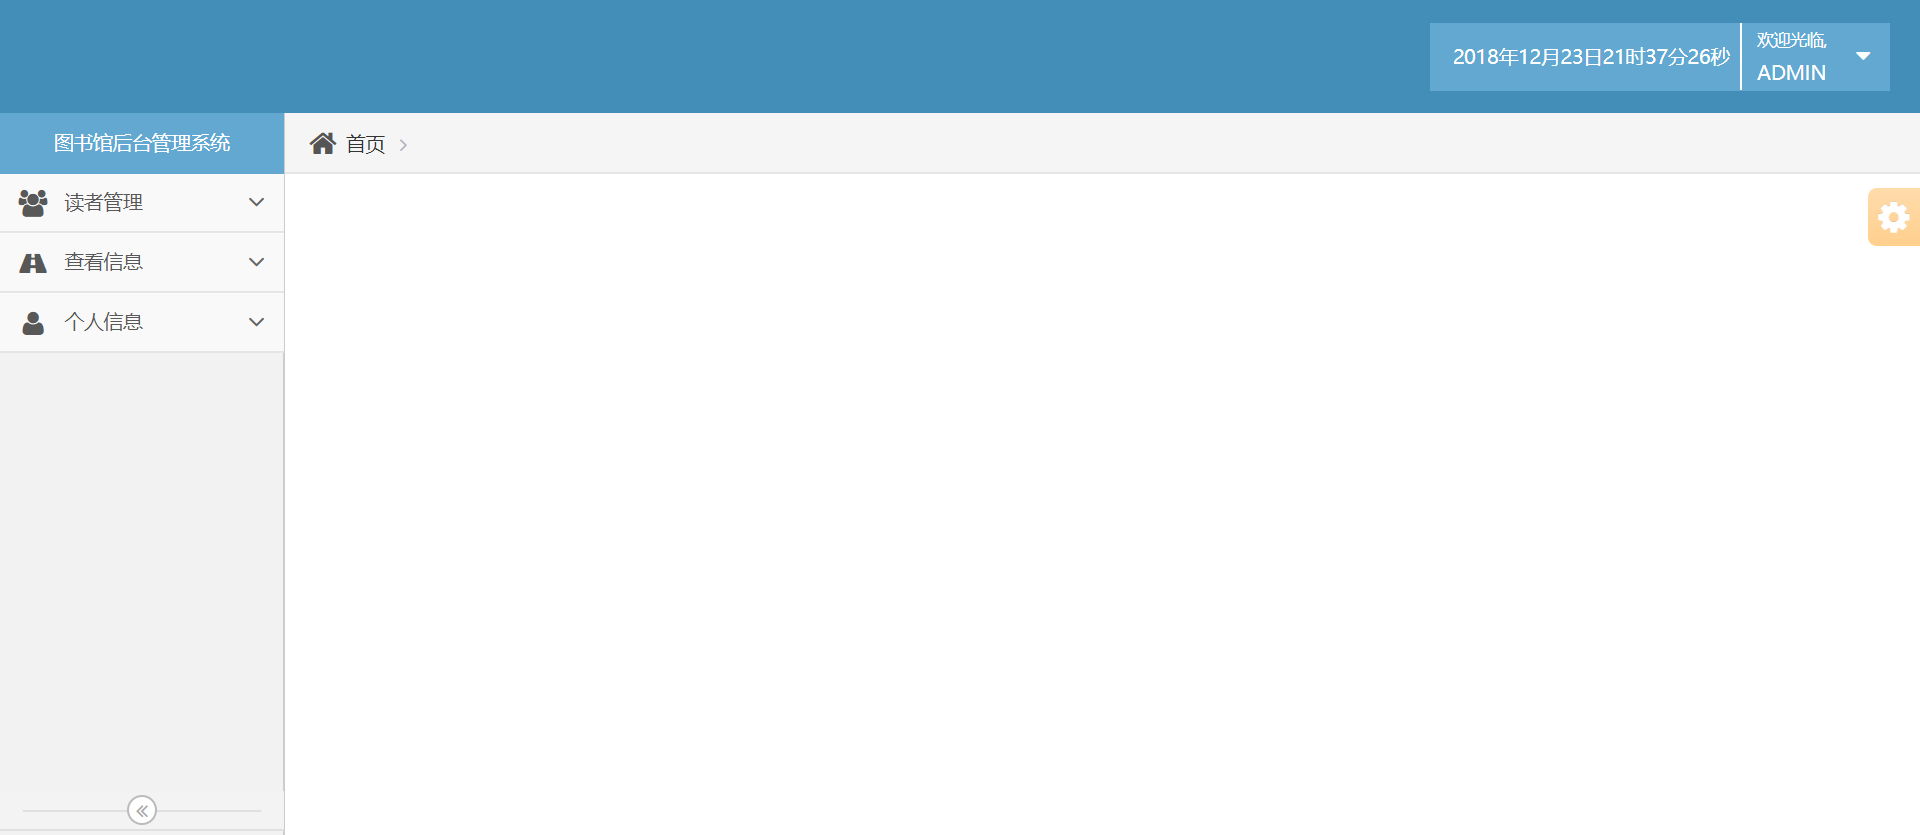 2018年12月23日21时37分26秒
欢迎光临,
ADMIN
图书馆后台管理系统
首页
读者管理
查看信息
个人信息